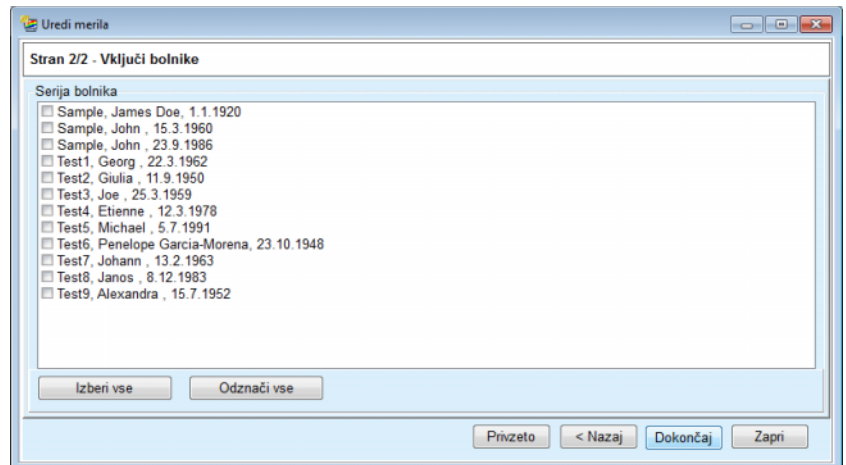 Uredi merila
Stran 2/2 - Vključi bolnike
Serija bolnika
Sample, James Doe, 1.1.1920
Sample, John , 15.3.1960
Sample, John , 23.9.1986
Test1, Georg , 22.3.1962
Test2, Giulia , 11.9.1950
Test3, Joe , 25.3.1959
Test4, Etienne , 12.3.1978
Test5, Michael , 5.7.1991
Test6, Penelope Garcia-Morena, 23.10.1948
Test7, Johann , 13.2.1963
Test8, Janos , 8.12.1983
Test9, Alexandra , 15.7.1952
Izberi vse Odznači vse
Privzeto < Nazaj Dokončaj Zapri